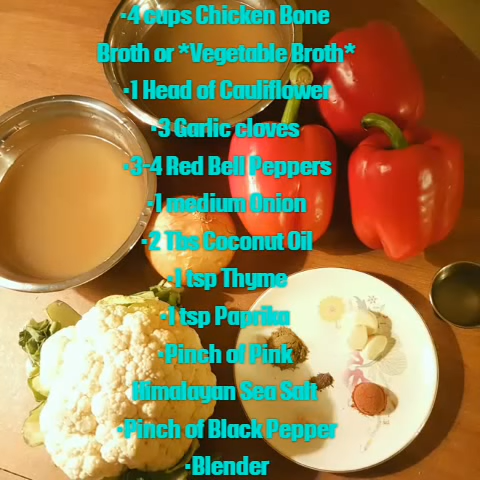 •4 cups Chicken Bone
Broth or *Vegetable Broth*
•1 Head of Cauliflower
•3 Garlic cloves
•3-4 Red Bell Peppers
•1 medium Onion
•2 Tbs Coconut Oil
•1 tsp Thyme
•1 tsp Paprika
•Pinch of Pink
Himalayan Sea Salt
•Pinch of Black Pepper
•Blender